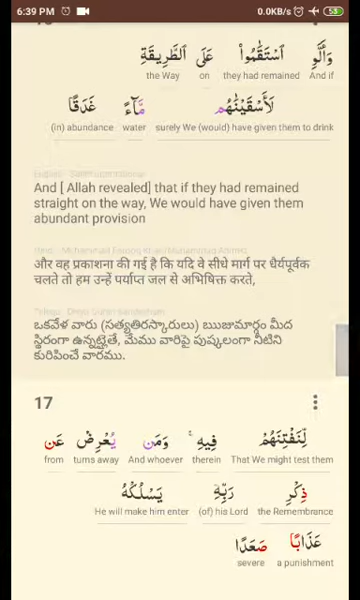 6:39 PM 0.0KB/s 53
وَأَلَّوِ ٱسْتَقَٰمُوا۟ عَلَى ٱلطَّرِيقَةِ
And if they had remained on the Way
لَأَسْقَيْنَٰهُم مَّآءً غَدَقًا
surely We (would) have given them to drink water (in) abundance
And [ Allah revealed] that if they had remained
straight on the way, We would have given them
abundant provision
और वह प्रकाशना की गई है कि यदि वे सीधे मार्ग पर धैर्यपूर्वक
चलते तो हम उन्हें पर्याप्त जल से अभिषिक्त करते,
ఒకవేళ వారు (సత్యతిరస్కారులు) ఋజుమార్గం మీద
స్థిరంగా ఉన్నట్లైతే, మేము వారిపై పుష్కలంగా నీటిని
కురిపించే వారము.
17
لِّنَفْتِنَهُمْ فِيهِ ۚ وَمَن يُعْرِضْ عَن
That We might test them therein And whoever turns away from
ذِكْرِ رَبِّهِۦ يَسْلُكْهُ
the Remembrance (of) his Lord He will make him enter
عَذَابًا صَعَدًا
a punishment severe